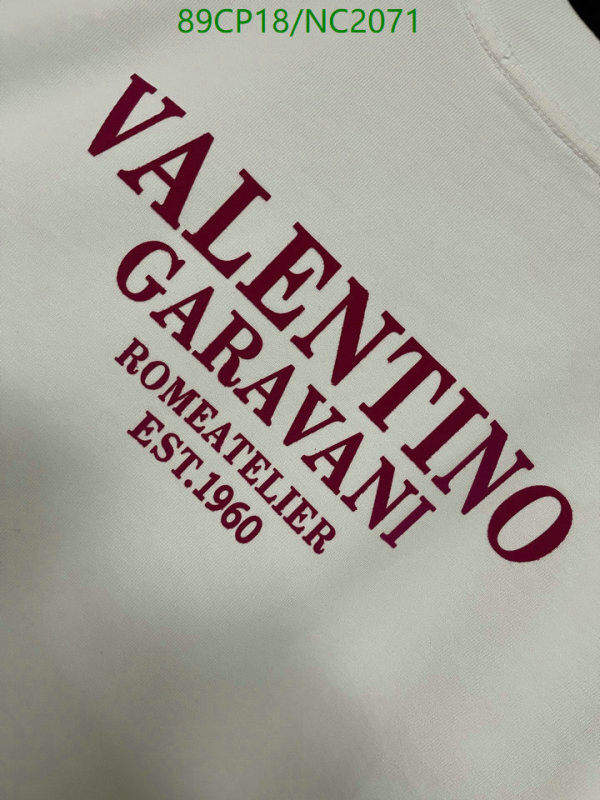 89CP18/NC2071
VALENTINO
GARAVANI
ROMEATELIER
EST.1960